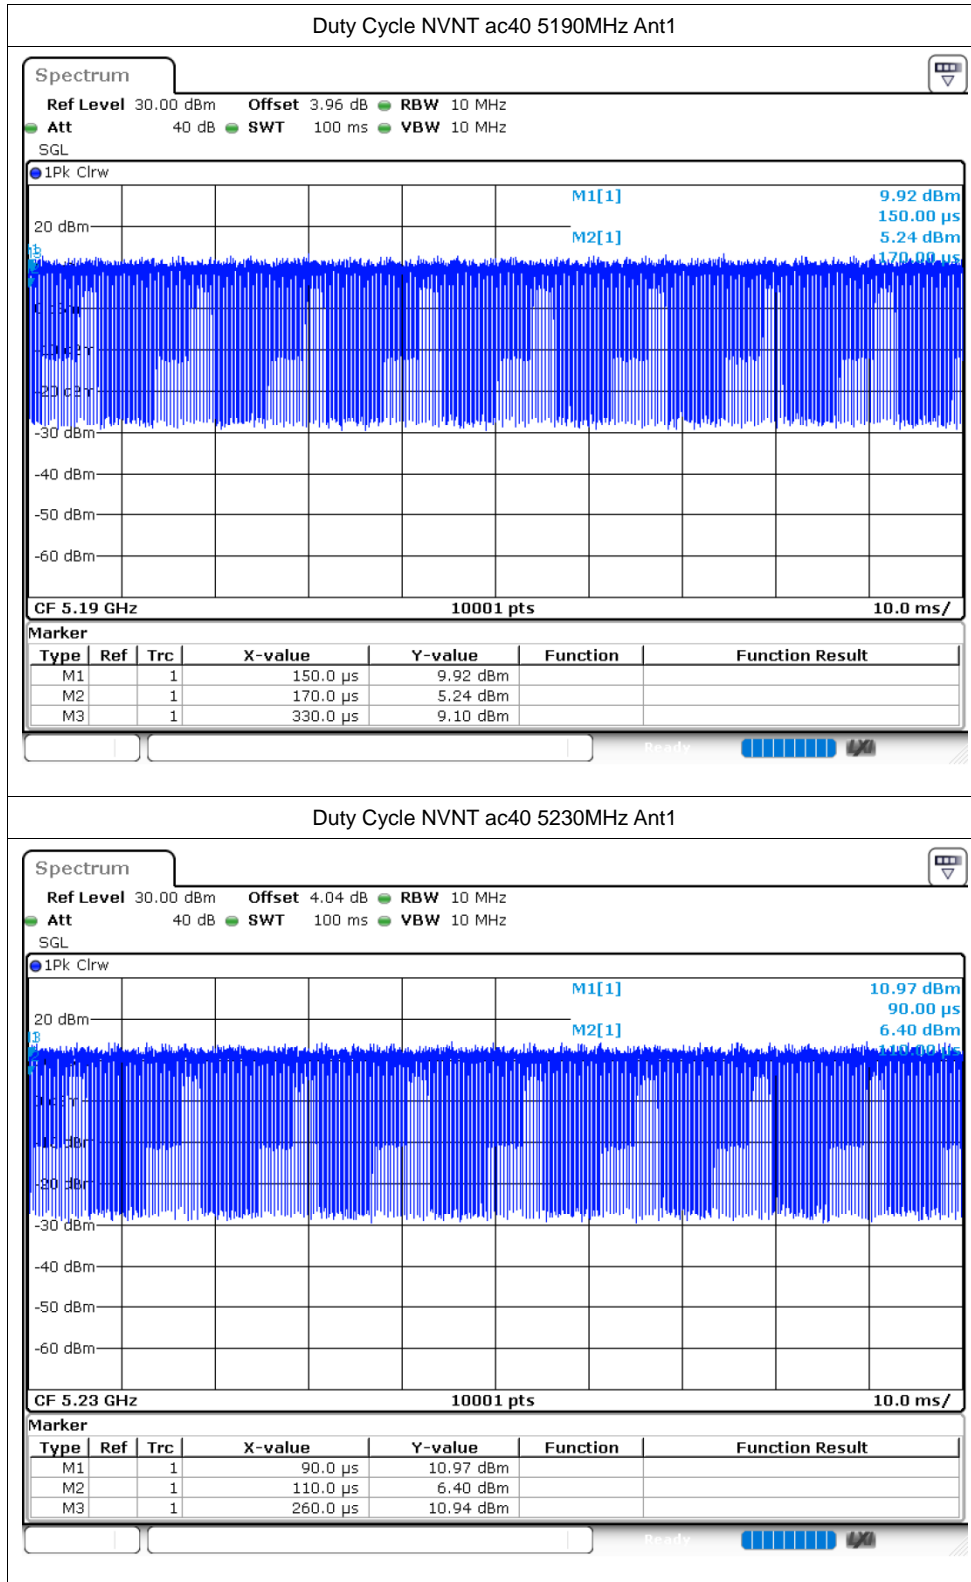 Duty Cycle NVNT ac40 5190MHz Ant1
Spectrum
Ref Level 30.00 dBm Offset 3.96 dB RBW 10 MHz
Att 40 dB SWT 100 ms VBW 10 MHz
SGL
1Pk Clrw
M1[1] 9.92 dBm
150.00 µs
20 dBm
M2[1] 5.24 dBm
170.00 µs
-30 dBm
-40 dBm
-50 dBm
-60 dBm
CF 5.19 GHz 10001 pts 10.0 ms/
Marker
Type Ref Trc X-value Y-value Function Function Result
M1 1 150.0 µs 9.92 dBm
M2 1 170.0 µs 5.24 dBm
M3 1 330.0 µs 9.10 dBm
Ready LXI
Duty Cycle NVNT ac40 5230MHz Ant1
Spectrum
Ref Level 30.00 dBm Offset 4.04 dB RBW 10 MHz
Att 40 dB SWT 100 ms VBW 10 MHz
SGL
1Pk Clrw
M1[1] 10.97 dBm
90.00 µs
20 dBm
M2[1] 6.40 dBm
110.00 µs
-30 dBm
-40 dBm
-50 dBm
-60 dBm
CF 5.23 GHz 10001 pts 10.0 ms/
Marker
Type Ref Trc X-value Y-value Function Function Result
M1 1 90.0 µs 10.97 dBm
M2 1 110.0 µs 6.40 dBm
M3 1 260.0 µs 10.94 dBm
Ready LXI